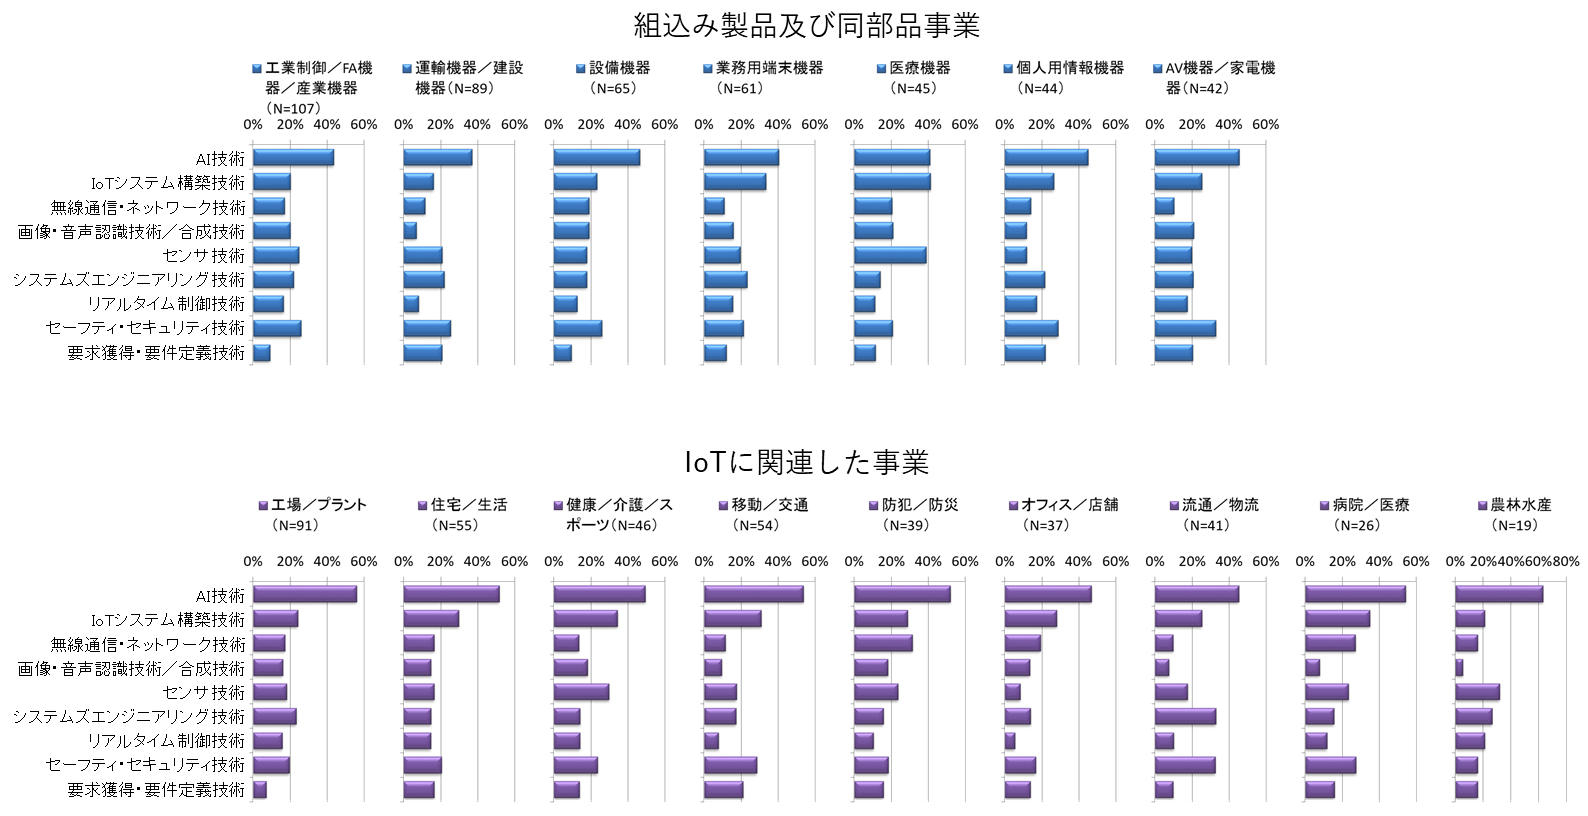 組込み製品及び同部品事業
工業制御／FA機
器／産業機器
（N=107）
運輸機器／建設
機器（N=89）
設備機器
（N=65）
業務用端末機器
（N=61）
医療機器
（N=45）
個人用情報機器
（N=44）
AV機器／家電機
器（N=42）
0% 20% 40% 60%
0% 20% 40% 60%
0% 20% 40% 60%
0% 20% 40% 60%
0% 20% 40% 60%
0% 20% 40% 60%
0% 20% 40% 60%
AI技術
IoTシステム構築技術
無線通信・ネットワーク技術
画像・音声認識技術／合成技術
センサ技術
システムズエンジニアリング技術
リアルタイム制御技術
セーフティ・セキュリティ技術
要求獲得・要件定義技術
IoTに関連した事業
工場／プラント
（N=91）
住宅／生活
（N=55）
健康／介護／ス
ポーツ（N=46）
移動／交通
（N=54）
防犯／防災
（N=39）
オフィス／店舗
（N=37）
流通／物流
（N=41）
病院／医療
（N=26）
農林水産
（N=19）
0% 20% 40% 60%
0% 20% 40% 60%
0% 20% 40% 60%
0% 20% 40% 60%
0% 20% 40% 60%
0% 20% 40% 60%
0% 20% 40% 60%
0% 20% 40% 60%
0% 20% 40% 60% 80%
AI技術
IoTシステム構築技術
無線通信・ネットワーク技術
画像・音声認識技術／合成技術
センサ技術
システムズエンジニアリング技術
リアルタイム制御技術
セーフティ・セキュリティ技術
要求獲得・要件定義技術